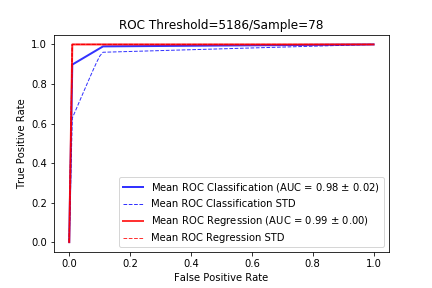 ROC Threshold=5186/Sample=78
True Positive Rate
1.0
0.8
0.6
0.4
0.2
0.0
Mean ROC Classification (AUC = 0.98 ± 0.02)
Mean ROC Classification STD
Mean ROC Regression (AUC = 0.99 ± 0.00)
Mean ROC Regression STD
0.0 0.2 0.4 0.6 0.8 1.0
False Positive Rate